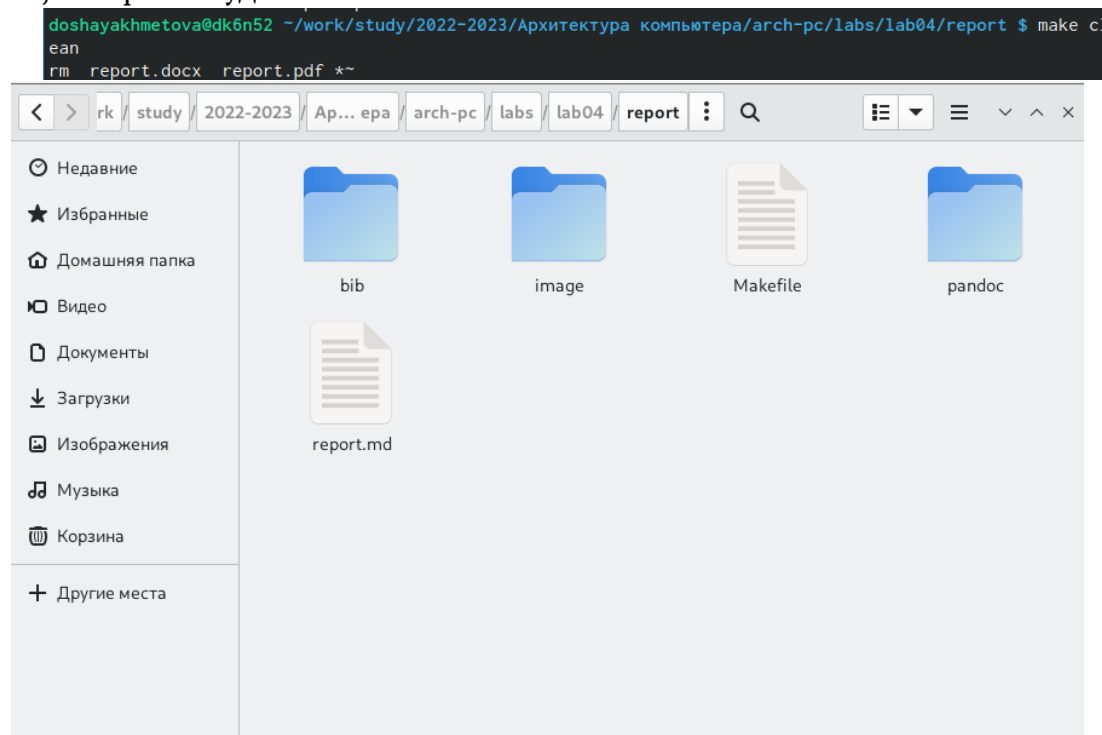 doshayakhmetova@dk6n52 ~/work/study/2022-2023/Архитектура компьютера/arch-pc/labs/lab04/report $ make cl
ean
rm report.docx report.pdf *~
rk / study / 2022-2023 / Ар... ера / arch-pc / labs / lab04 / report
Недавние
Избранные
Домашняя папка
Видео
Документы
Загрузки
Изображения
Музыка
Корзина
+ Другие места
bib
image
Makefile
pandoc
report.md